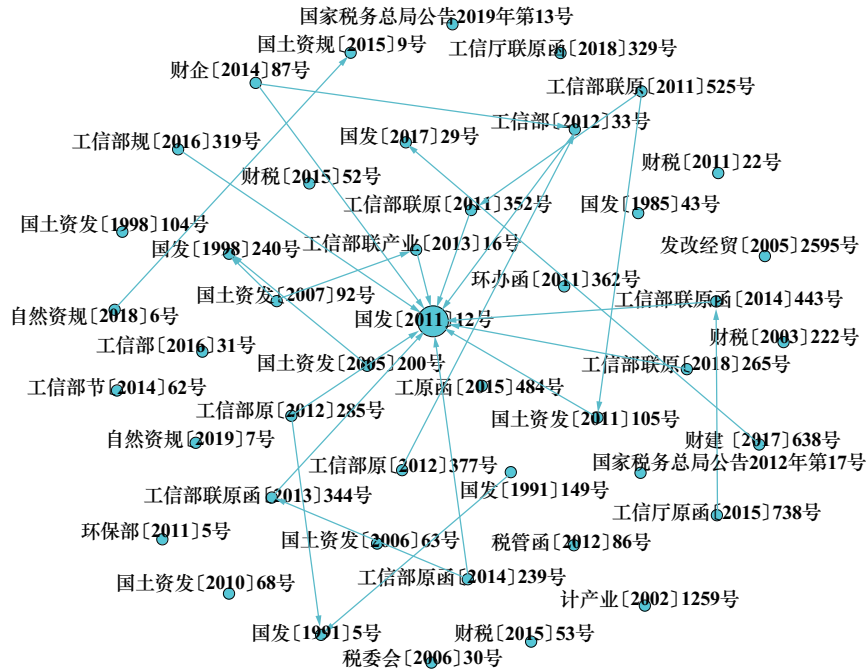 国家税务总局公告2019年第13号
国土资规〔2015〕9号
工信厅联原函〔2018〕329号
财企〔2014〕87号
工信部联原〔2011〕525号
工信部〔2012〕33号
工信部规〔2016〕319号
国发〔2017〕29号
财税〔2011〕22号
财税〔2015〕52号
工信部联原〔2011〕352号
国发〔1985〕43号
国土资发〔1998〕104号
国发〔1998〕240号
工信部联产业〔2013〕16号
发改经贸〔2005〕2595号
环办函〔2011〕362号
国土资发〔2007〕92号
工信部联原函〔2014〕443号
自然资规〔2018〕6号
国发〔2011〕12号
财税〔2003〕222号
工信部〔2016〕31号
国土资发〔2005〕200号
工信部联原〔2018〕265号
工信部节〔2014〕62号
工原函〔2015〕484号
工信部原〔2012〕285号
国土资发〔2011〕105号
自然资规〔2019〕7号
财建〔2017〕638号
工信部原〔2012〕377号
国家税务总局公告2012年第17号
工信部联原函〔2013〕344号
国发〔1991〕149号
工信厅原函〔2015〕738号
环保部〔2011〕5号
国土资发〔2006〕63号
税管函〔2012〕86号
国土资发〔2010〕68号
工信部原函〔2014〕239号
计产业〔2002〕1259号
国发〔1991〕5号
财税〔2015〕53号
税委会〔2006〕30号